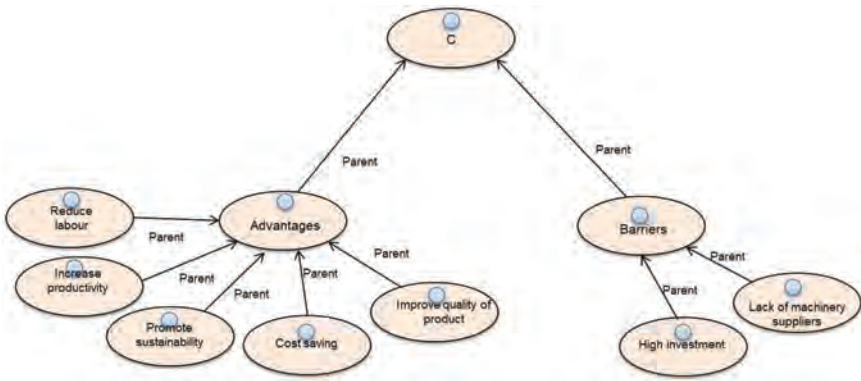 C
Parent
Parent
Reduce
labour
Parent
Advantages
Barriers
Parent
Parent
Increase
productivity
Parent
Parent
Parent
Parent
Improve quality of
product
Lack of machinery
suppliers
Promote
sustainability
Cost saving
High investment